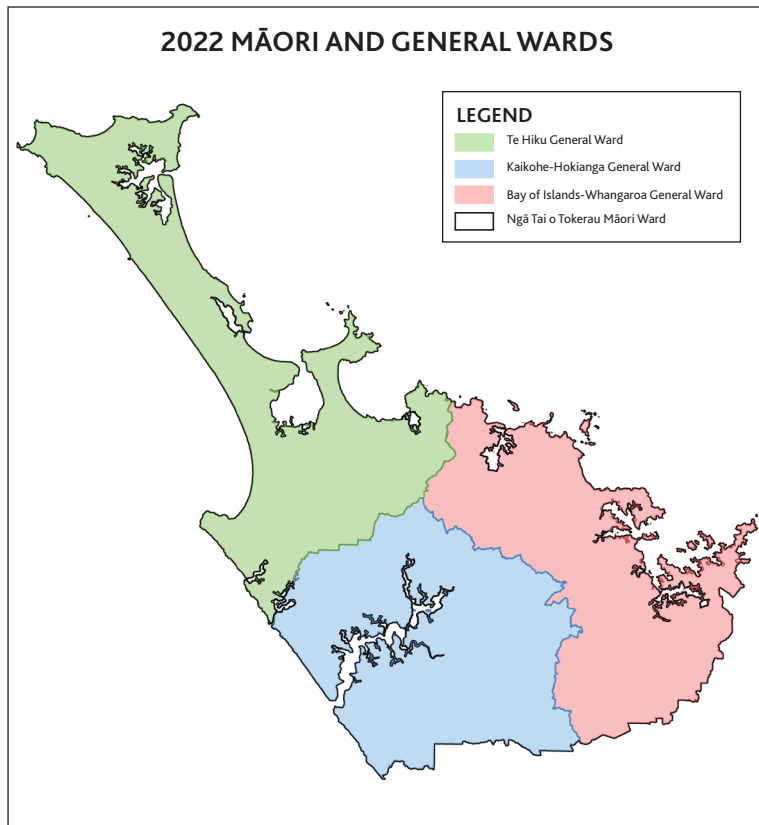 2022 MĀORI AND GENERAL WARDS
LEGEND
Te Hiku General Ward
Kaikohe-Hokianga General Ward
Bay of Islands-Whangaroa General Ward
Ngā Tai o Tokerau Māori Ward